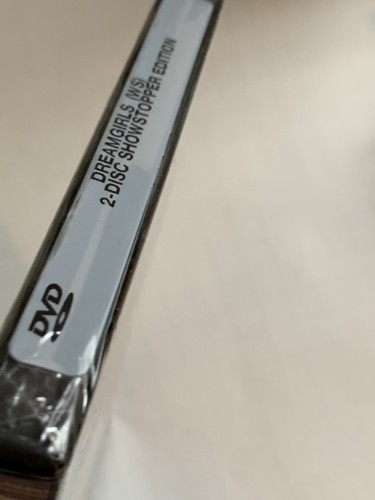 DREAMGIRLS (WS)
2-DISC SHOWSTOPPER EDITION
DVD